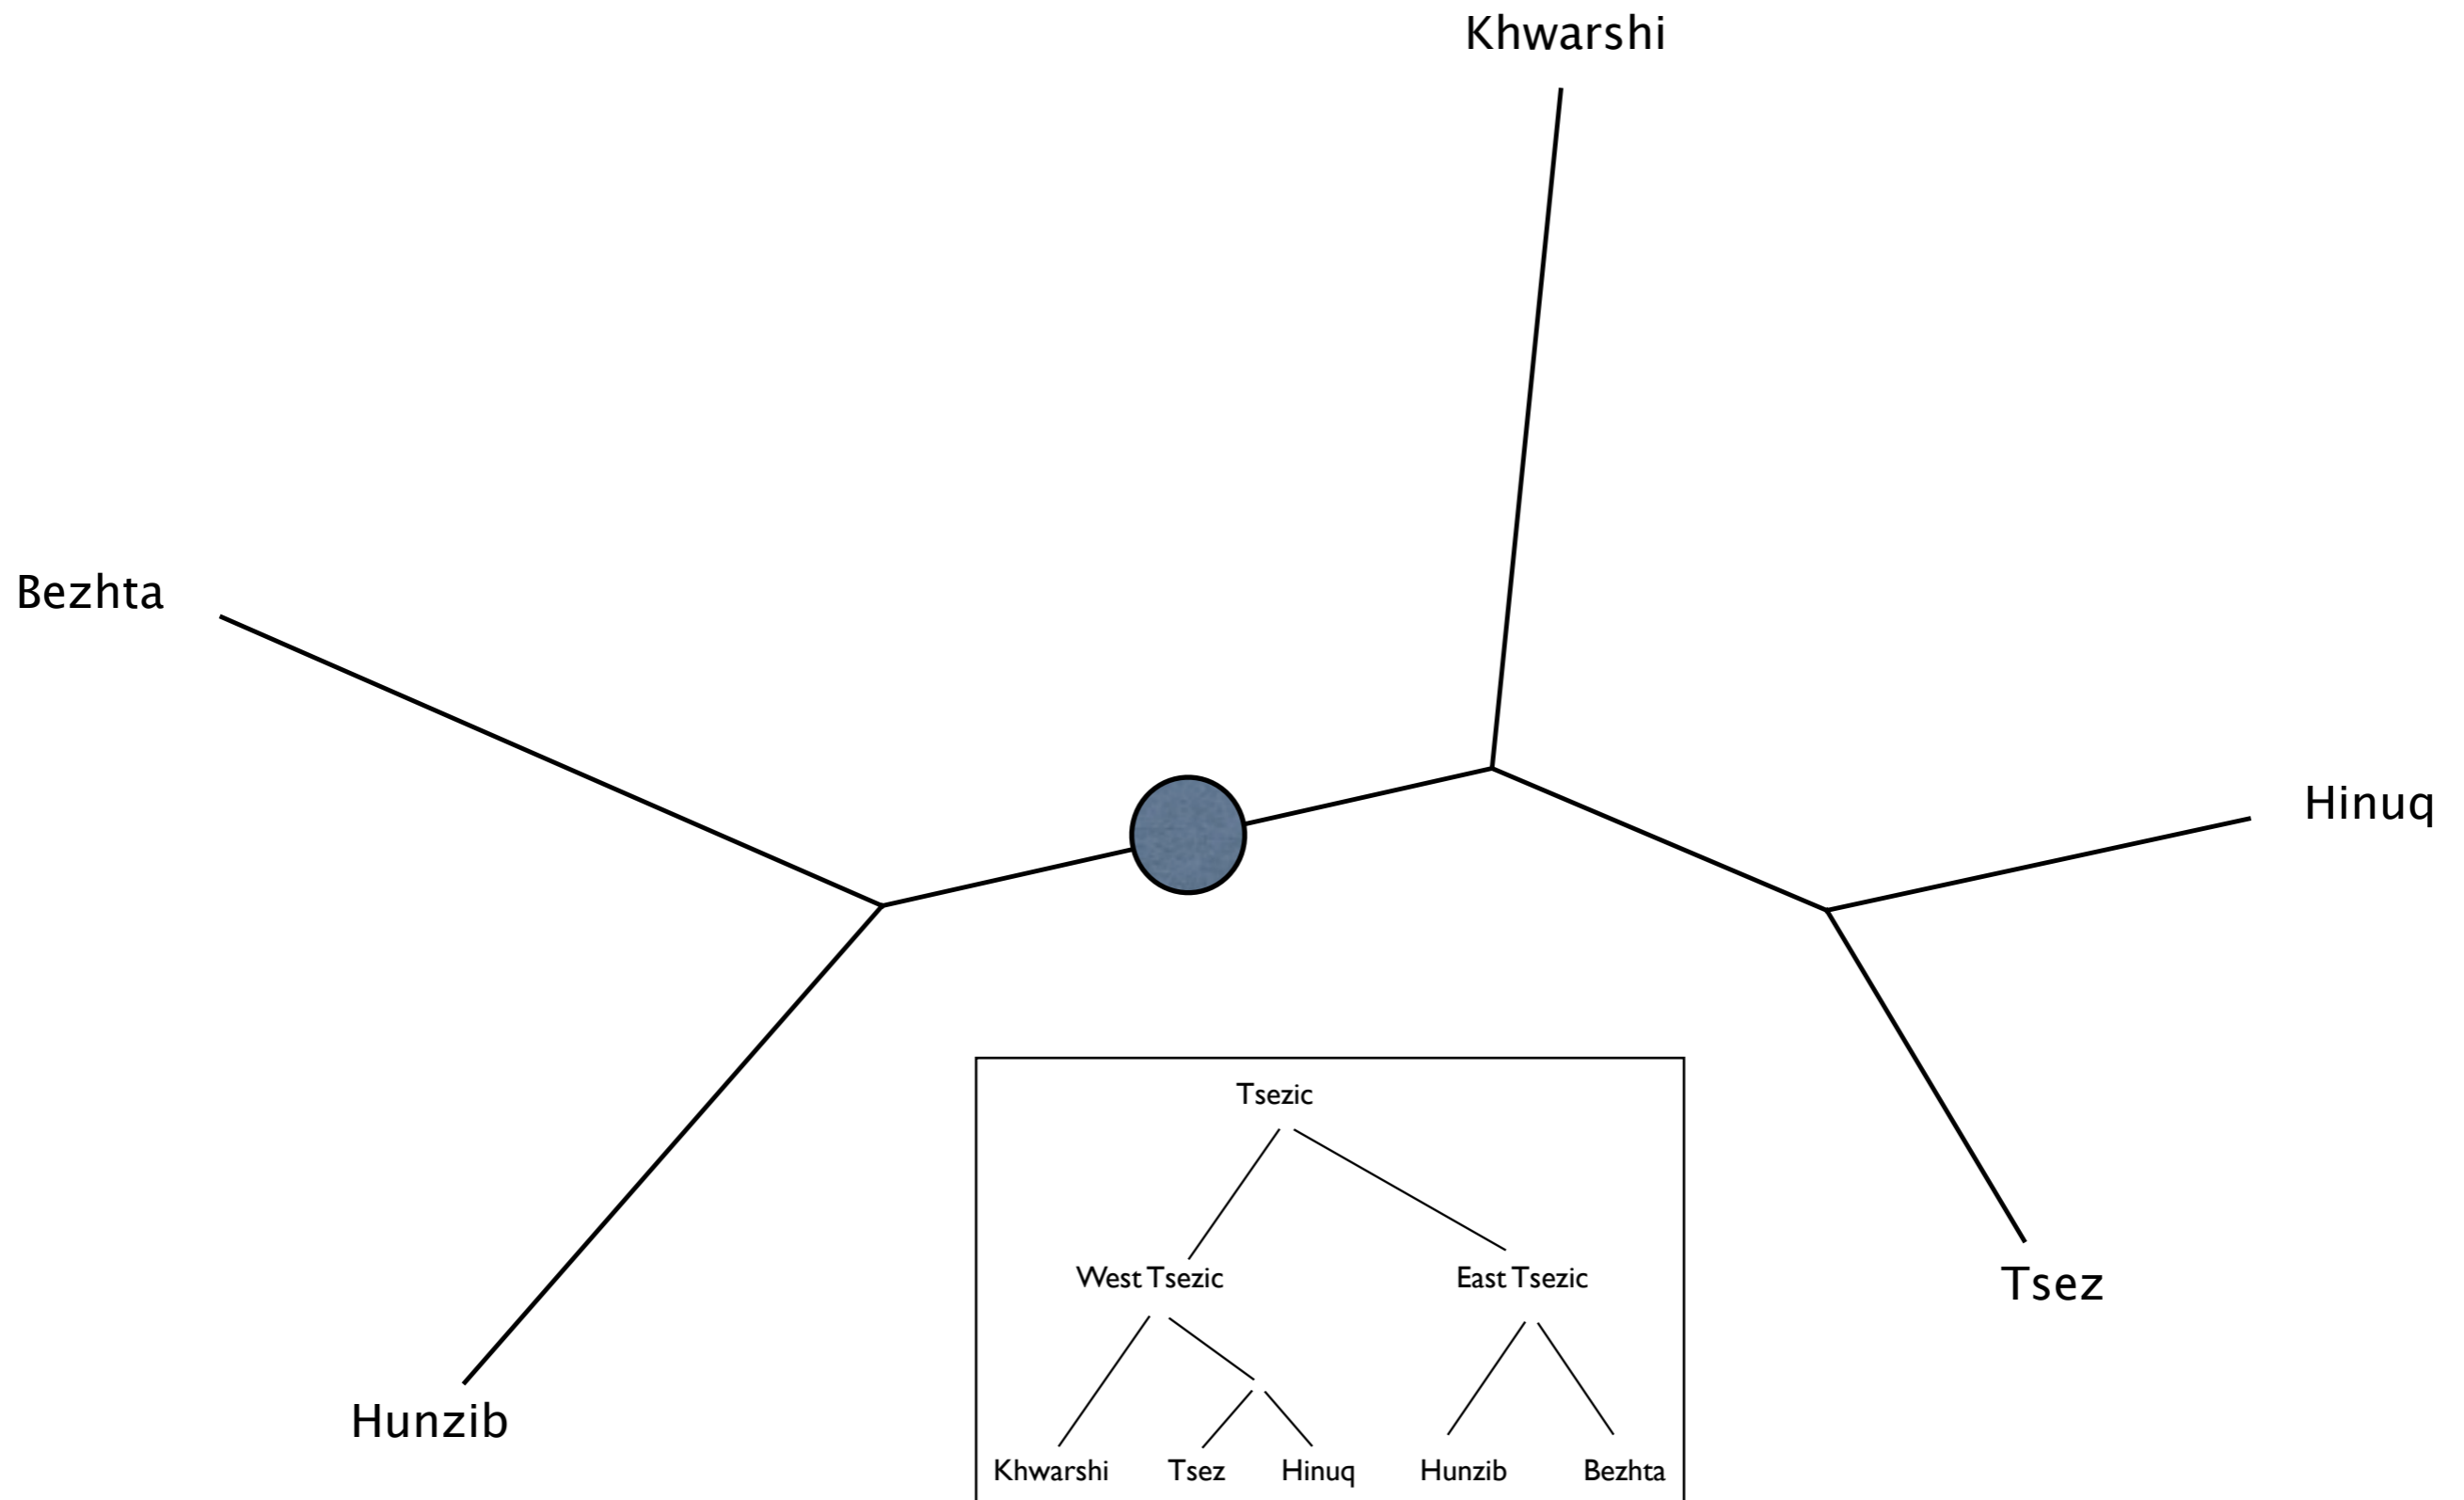 Khwarshi
Bezhta
Hinuq
Tsez
Hunzib
Tsezic
West Tsezic East Tsezic
Khwarshi Tsez Hinuq Hunzib Bezhta